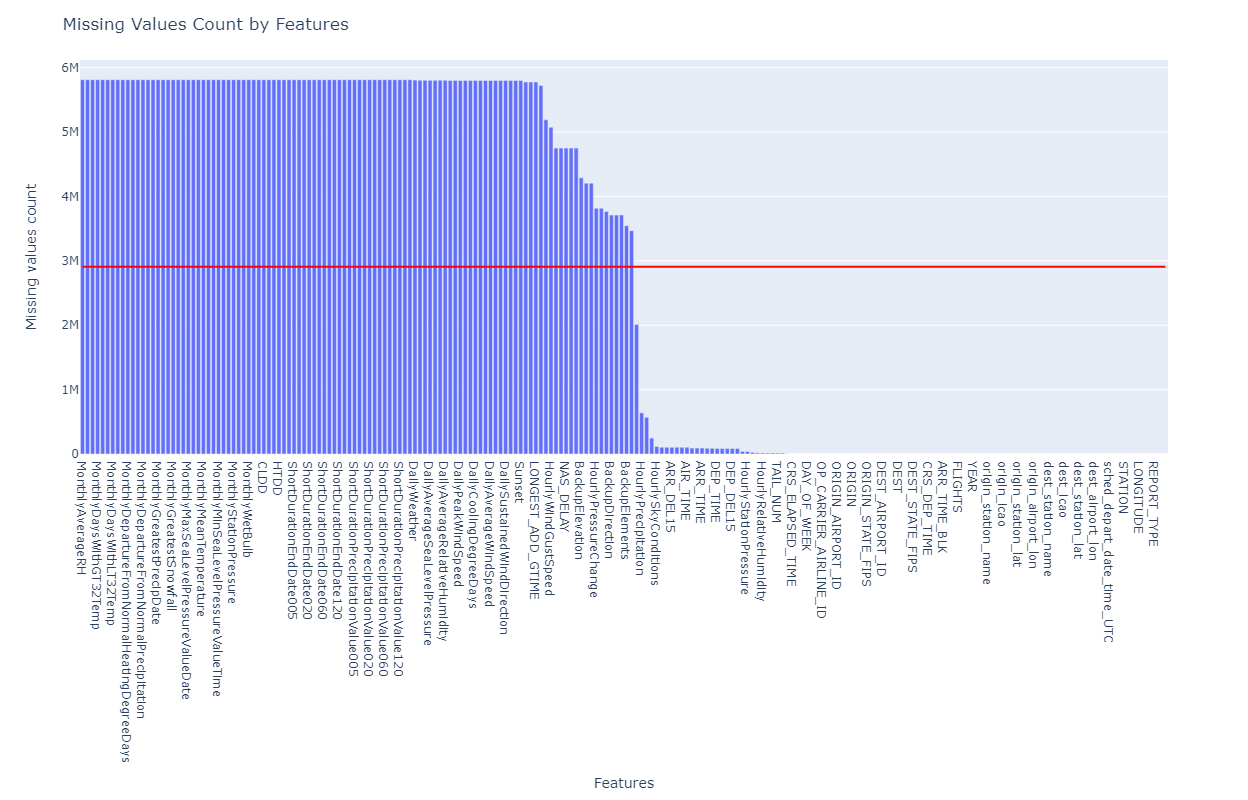 Missing Values Count by Features
6M
5M
4M
3M
2M
1M
0
Missing values count
MonthlyAverageRH
MonthlyDaysWithGT32Temp
MonthlyDaysWithLT32Temp
MonthlyDepartureFromNormalHeatingDegreeDays
MonthlyDepartureFromNormalPrecipitation
MonthlyGreatestPrecipDate
MonthlyGreatestSnowfall
MonthlyMaxSeaLevelPressureValueDate
MonthlyMeanTemperature
MonthlyMinSeaLevelPressureValueTime
MonthlyStationPressure
MonthlyWetBulb
CLDD
HTDD
ShortDurationEndDate005
ShortDurationEndDate020
ShortDurationEndDate060
ShortDurationEndDate120
ShortDurationPrecipitationValue005
ShortDurationPrecipitationValue020
ShortDurationPrecipitationValue060
ShortDurationPrecipitationValue120
DailyWeather
DailyAverageSeaLevelPressure
DailyAverageRelativeHumidity
DailyPeakWindSpeed
DailyCoolingDegreeDays
DailyAverageWindSpeed
DailySustainedWindDirection
Sunset
LONGEST_ADD_GTIME
HourlyWindGustSpeed
NAS_DELAY
BackupElevation
HourlyPressureChange
BackupDirection
BackupElements
HourlyPrecipitation
HourlySkyConditions
ARR_DEL15
AIR_TIME
ARR_TIME
DEP_TIME
DEP_DEL15
HourlyStationPressure
HourlyRelativeHumidity
TAIL_NUM
CRS_ELAPSED_TIME
DAY_OF_WEEK
OP_CARRIER_AIRLINE_ID
ORIGIN_AIRPORT_ID
ORIGIN
ORIGIN_STATE_FIPS
DEST_AIRPORT_ID
DEST
DEST_STATE_FIPS
CRS_DEP_TIME
ARR_TIME_BLK
FLIGHTS
YEAR
origin_station_name
origin_icao
origin_station_lat
origin_airport_lon
dest_station_name
dest_icao
dest_station_lat
dest_airport_lon
sched_depart_date_time_UTC
STATION
LONGITUDE
REPORT_TYPE
Features